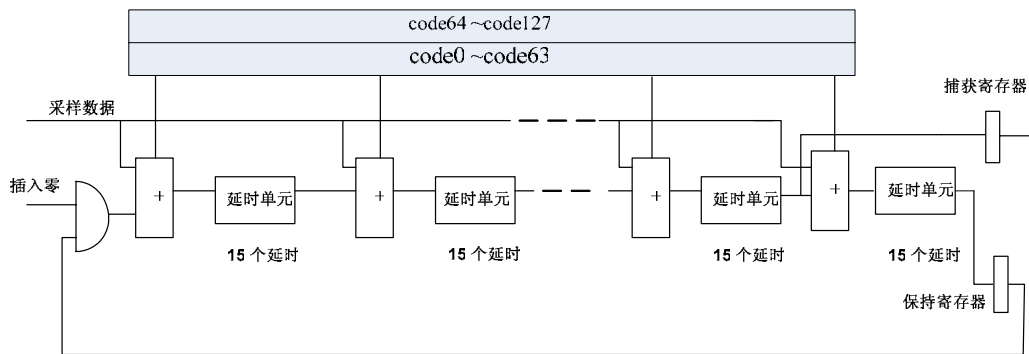 code64 ~code127
code0 ~code63
采样数据
捕获寄存器
插入零
+
延时单元
+
延时单元
+
延时单元
+
延时单元
15 个延时
15 个延时
15 个延时
15 个延时
保持寄存器